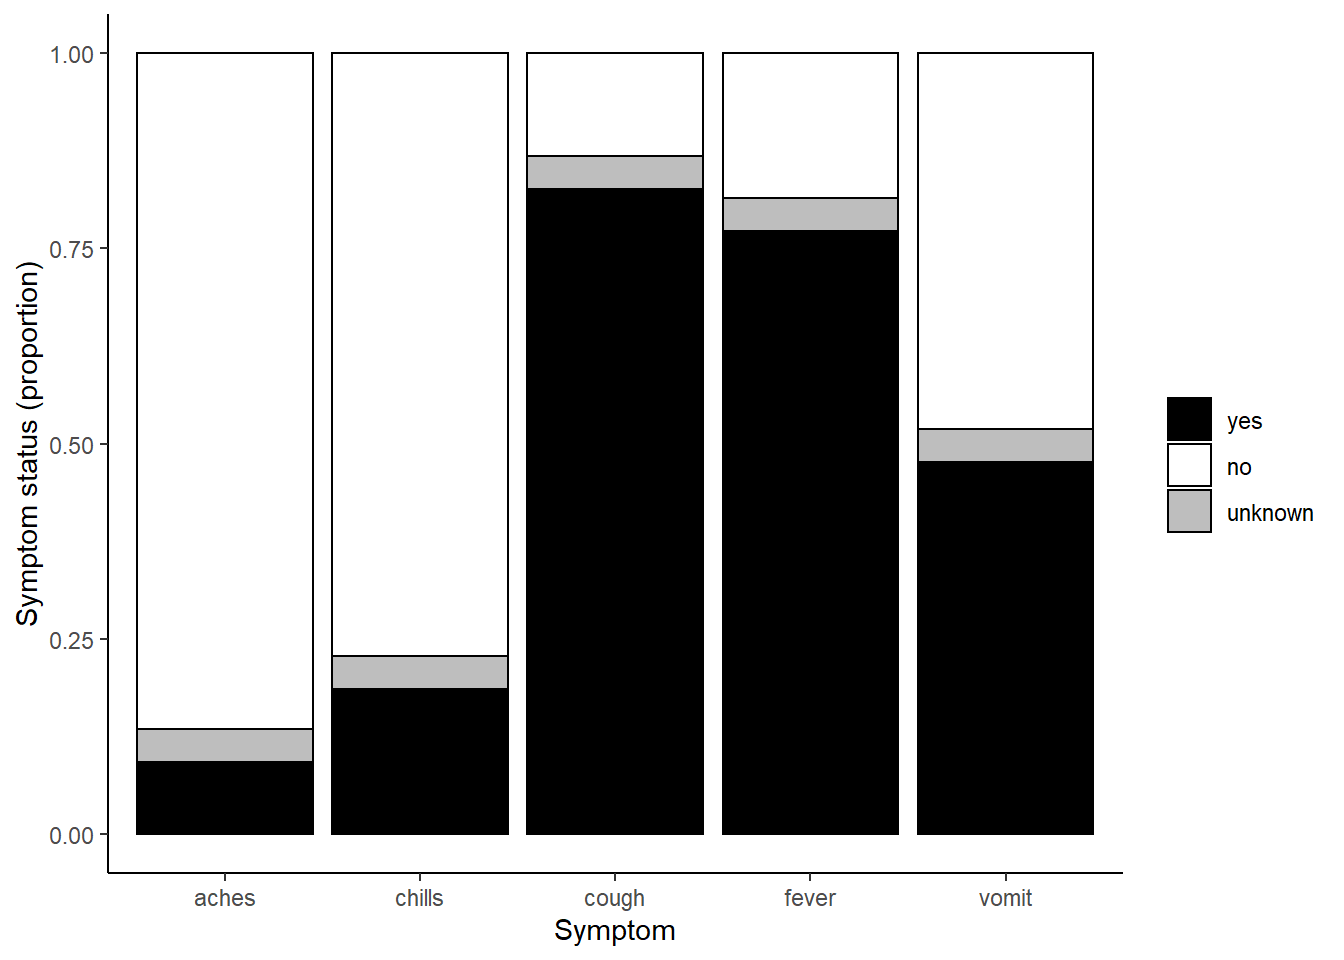 Symptom status (proportion)
1.00
0.75
0.50
0.25
0.00
aches chills cough fever vomit
Symptom
yes
no
unknown